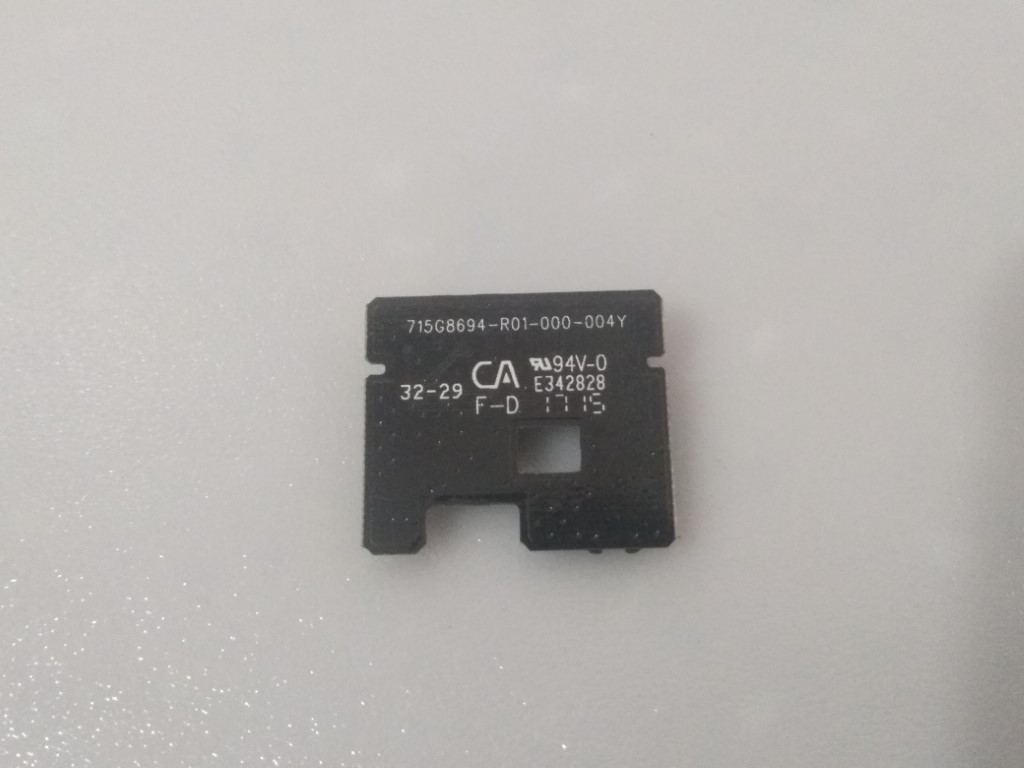 715G8694-R01-000-004Y
32-29 CA 94V-0
E342828
F-D 1715